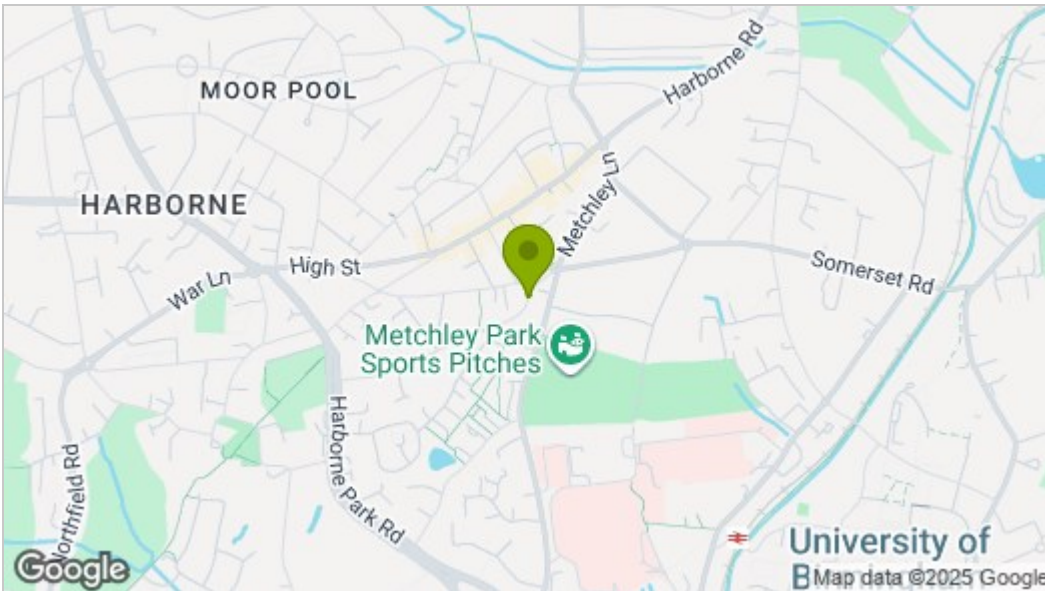 Harborne Rd
MOOR POOL
Metchley Ln
HARBORNE
High St
Somerset Rd
War Ln
Metchley Park
Sports Pitches
Harborne Park Rd
Northfield Rd
University of
Google
Map data ©2025 Google